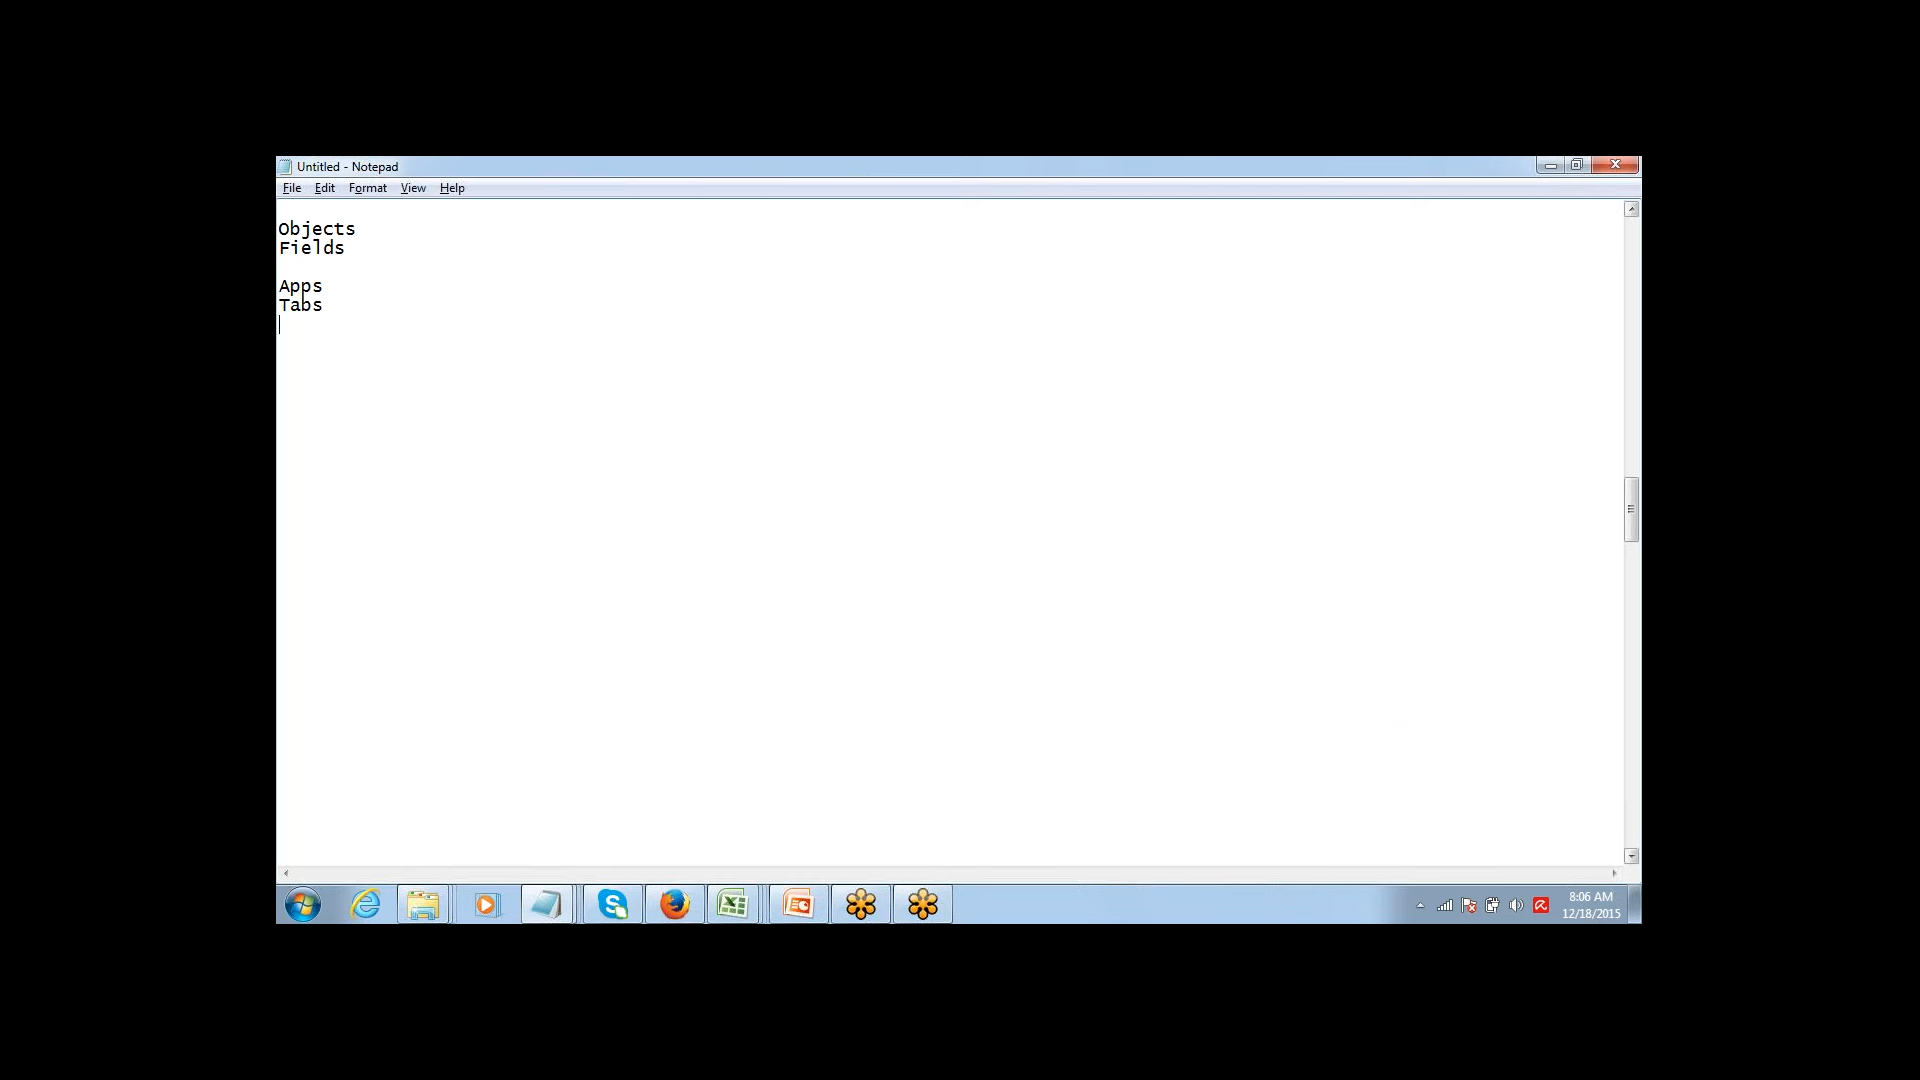 Untitled - Notepad
File Edit Format View Help
Objects
Fields
Apps
Tabs
8:06 AM
12/18/2015